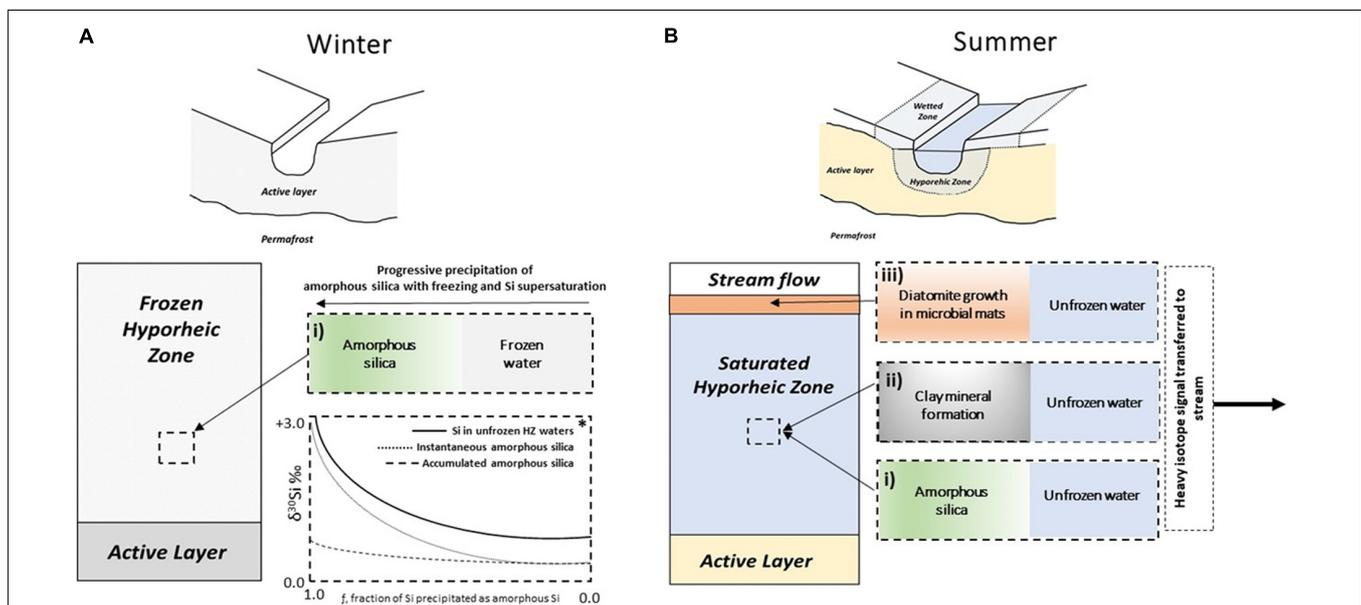 A
Winter
Active layer
Permafrost
Frozen
Hyporheic
Zone
Active Layer
Progressive precipitation of
amorphous silica with freezing and Si supersaturation
i)
Amorphous
silica
Frozen
water
+3.0
δ³⁰Si ‰
0.0
Si in unfrozen HZ waters *
Instantaneous amorphous silica
Accumulated amorphous silica
1.0
f, fraction of Si precipitated as amorphous Si
0.0
B
Summer
Wetted
Zone
Active layer
Hyporehic Zone
Permafrost
Stream flow
Saturated
Hyporheic Zone
Active Layer
iii)
Diatomite growth
in microbial mats
Unfrozen water
ii)
Clay mineral
formation
Unfrozen water
i)
Amorphous
silica
Unfrozen water
Heavy isotope signal transferred to
stream